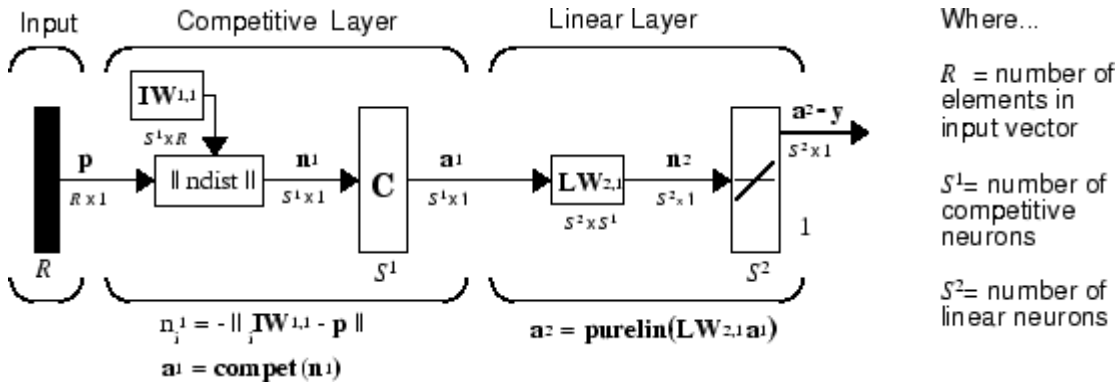 Input
Competitive Layer
Linear Layer
Where...
IW1,1
S¹xR
p
Rx1
|| ndist ||
n¹
S¹x1
C
a¹
S¹x1
LW2,1
S²xS¹
n²
S²x1
a² = y
S²x1
1
R
S¹
S²
nᵢ¹ = - || ᵢIW1,1 - p ||
a¹ = compet(n¹)
a² = purelin(LW2,1a¹)
R = number of
elements in
input vector
S¹= number of
competitive
neurons
S²= number of
linear neurons